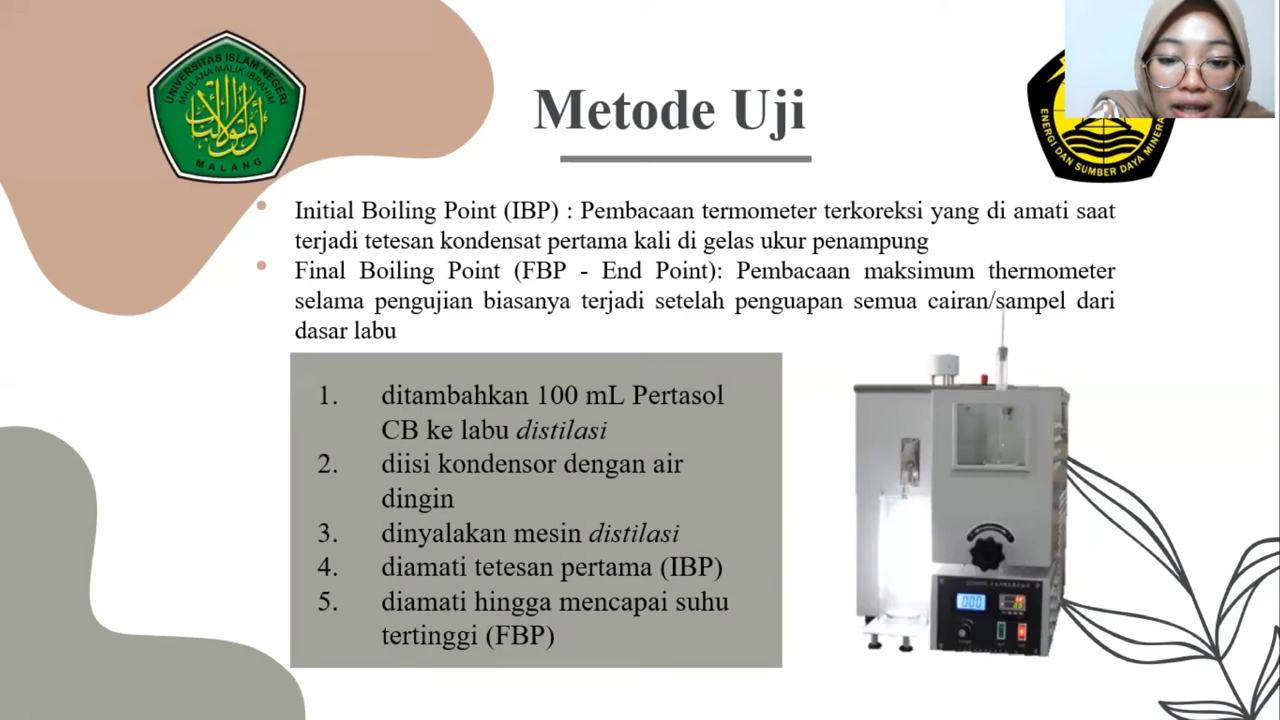 UNIVERSITAS ISLAM NEGERI
MAULANA MALIK IBRAHIM
MALANG
Metode Uji
ENERGI DAN SUMBER DAYA MINERA
Initial Boiling Point (IBP) : Pembacaan termometer terkoreksi yang di amati saat
terjadi tetesan kondensat pertama kali di gelas ukur penampung
Final Boiling Point (FBP - End Point): Pembacaan maksimum thermometer
selama pengujian biasanya terjadi setelah penguapan semua cairan/sampel dari
dasar labu
1. ditambahkan 100 mL Pertasol
CB ke labu distilasi
2. diisi kondensor dengan air
dingin
3. dinyalakan mesin distilasi
4. diamati tetesan pertama (IBP)
5. diamati hingga mencapai suhu
tertinggi (FBP)